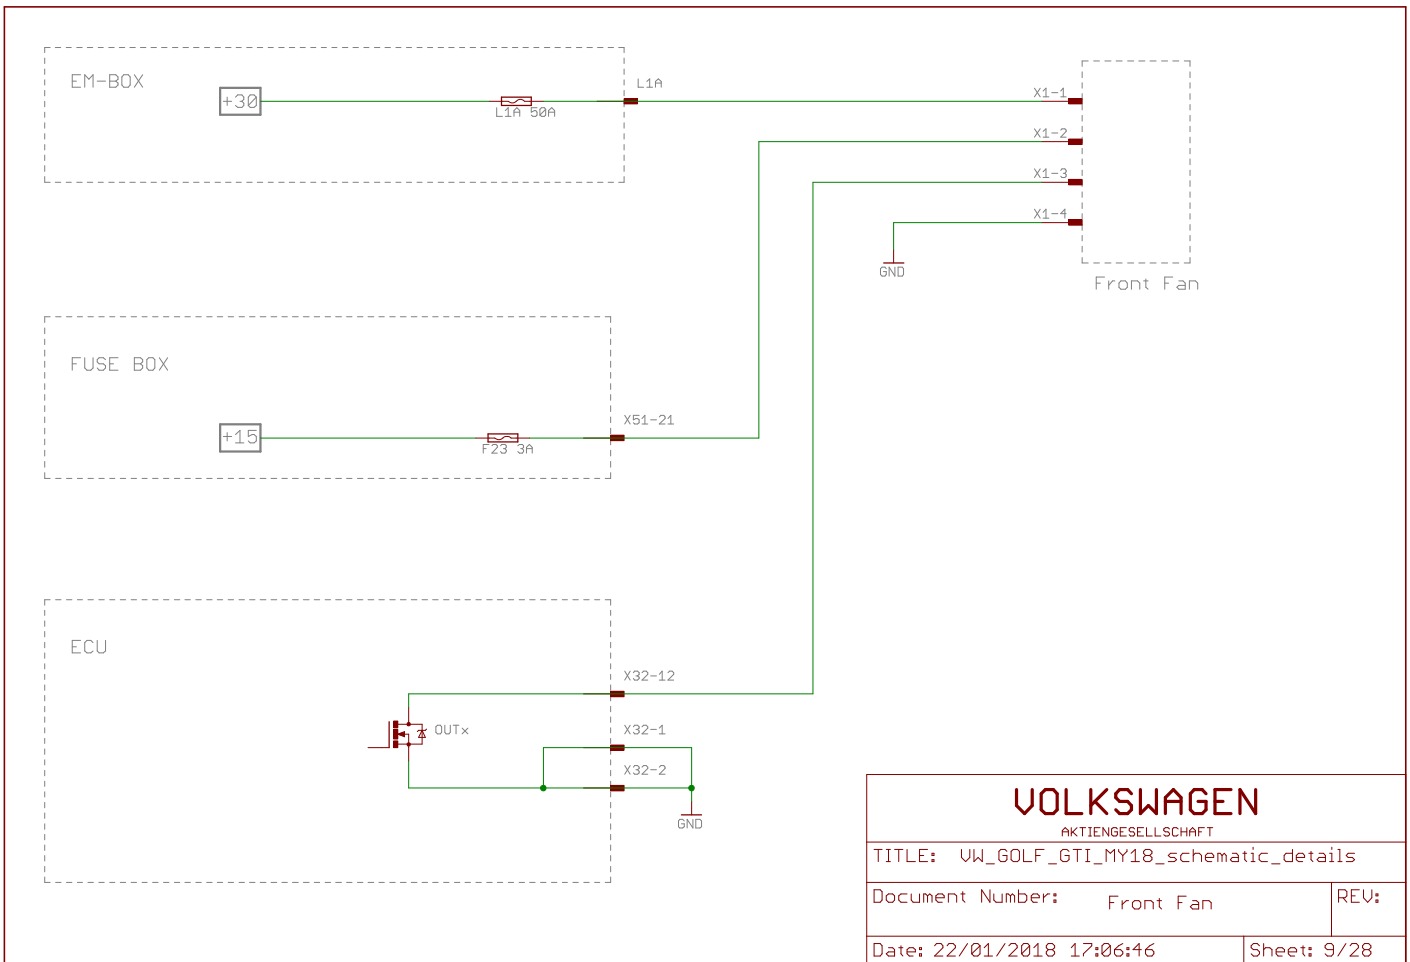 EM-BOX
+30
L1A 50A
L1A
X1-1
X1-2
X1-3
X1-4
GND
Front Fan
FUSE BOX
+15
F23 3A
X51-21
ECU
OUTx
X32-12
X32-1
X32-2
GND
VOLKSWAGEN
AKTIENGESELLSCHAFT
TITLE: VW_GOLF_GTI_MY18_schematic_details
Document Number: Front Fan
REV:
Date: 22/01/2018 17:06:46
Sheet: 9/28